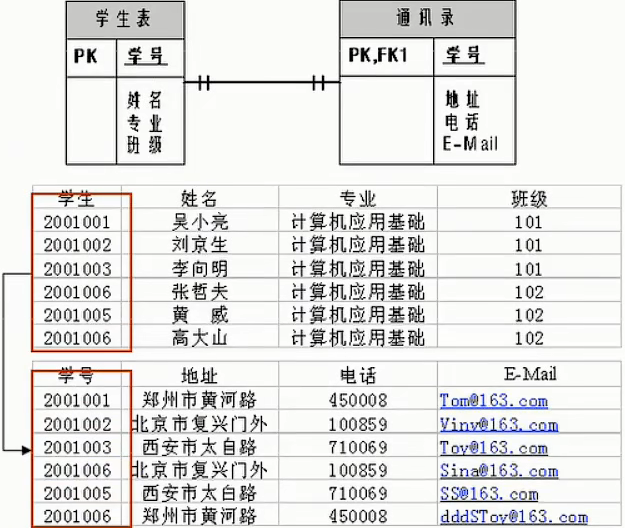 学生表
PK 学号
姓名
专业
班级
通讯录
PK,FK1 学号
地址
电话
E-Mail
学生 姓名 专业 班级
2001001 吴小亮 计算机应用基础 101
2001002 刘京生 计算机应用基础 101
2001003 李向明 计算机应用基础 101
2001006 张哲夫 计算机应用基础 102
2001005 黄 威 计算机应用基础 102
2001006 高大山 计算机应用基础 102
学号 地址 电话 E-Mail
2001001 郑州市黄河路 450008 Tom@163.com
2001002 北京市复兴门外 100859 Vinv@163.com
2001003 西安市太白路 710069 Toy@163.com
2001006 北京市复兴门外 100859 Sina@163.com
2001005 西安市太白路 710069 SS@163.com
2001006 郑州市黄河路 450008 dddSToy@163.com